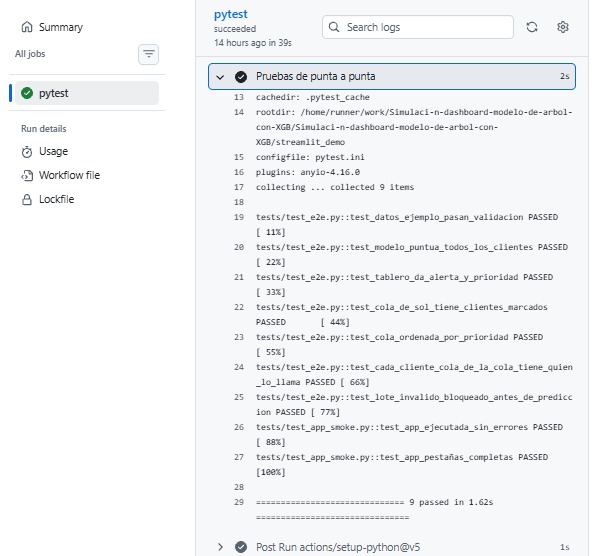 Summary
All jobs
pytest
Run details
Usage
Workflow file
Lockfile
pytest
succeeded
14 hours ago in 39s
Search logs
Pruebas de punta a punta 2s
13 cachedir: .pytest_cache
14 rootdir: /home/runner/work/Simulaci-n-dashboard-modelo-de-arbol-
con-XGB/Simulaci-n-dashboard-modelo-de-arbol-con-
XGB/streamlit_demo
15 configfile: pytest.ini
16 plugins: anyio-4.16.0
17 collecting ... collected 9 items
18
19 tests/test_e2e.py::test_datos_ejemplo_pasan_validacion PASSED
[ 11%]
20 tests/test_e2e.py::test_modelo_puntua_todos_los_clientes PASSED
[ 22%]
21 tests/test_e2e.py::test_tablero_da_alerta_y_prioridad PASSED
[ 33%]
22 tests/test_e2e.py::test_cola_de_sol_tiene_clientes_marcados
PASSED [ 44%]
23 tests/test_e2e.py::test_cola_ordenada_por_prioridad PASSED
[ 55%]
24 tests/test_e2e.py::test_cada_cliente_cola_de_la_cola_tiene_quien
_lo_llama PASSED [ 66%]
25 tests/test_e2e.py::test_lote_invalido_bloqueado_antes_de_predicc
ion PASSED [ 77%]
26 tests/test_app_smoke.py::test_app_ejecutada_sin_errores PASSED
[ 88%]
27 tests/test_app_smoke.py::test_app_pestañas_completas PASSED
[100%]
28
29 ============================== 9 passed in 1.62s
===============================
Post Run actions/setup-python@v5 1s